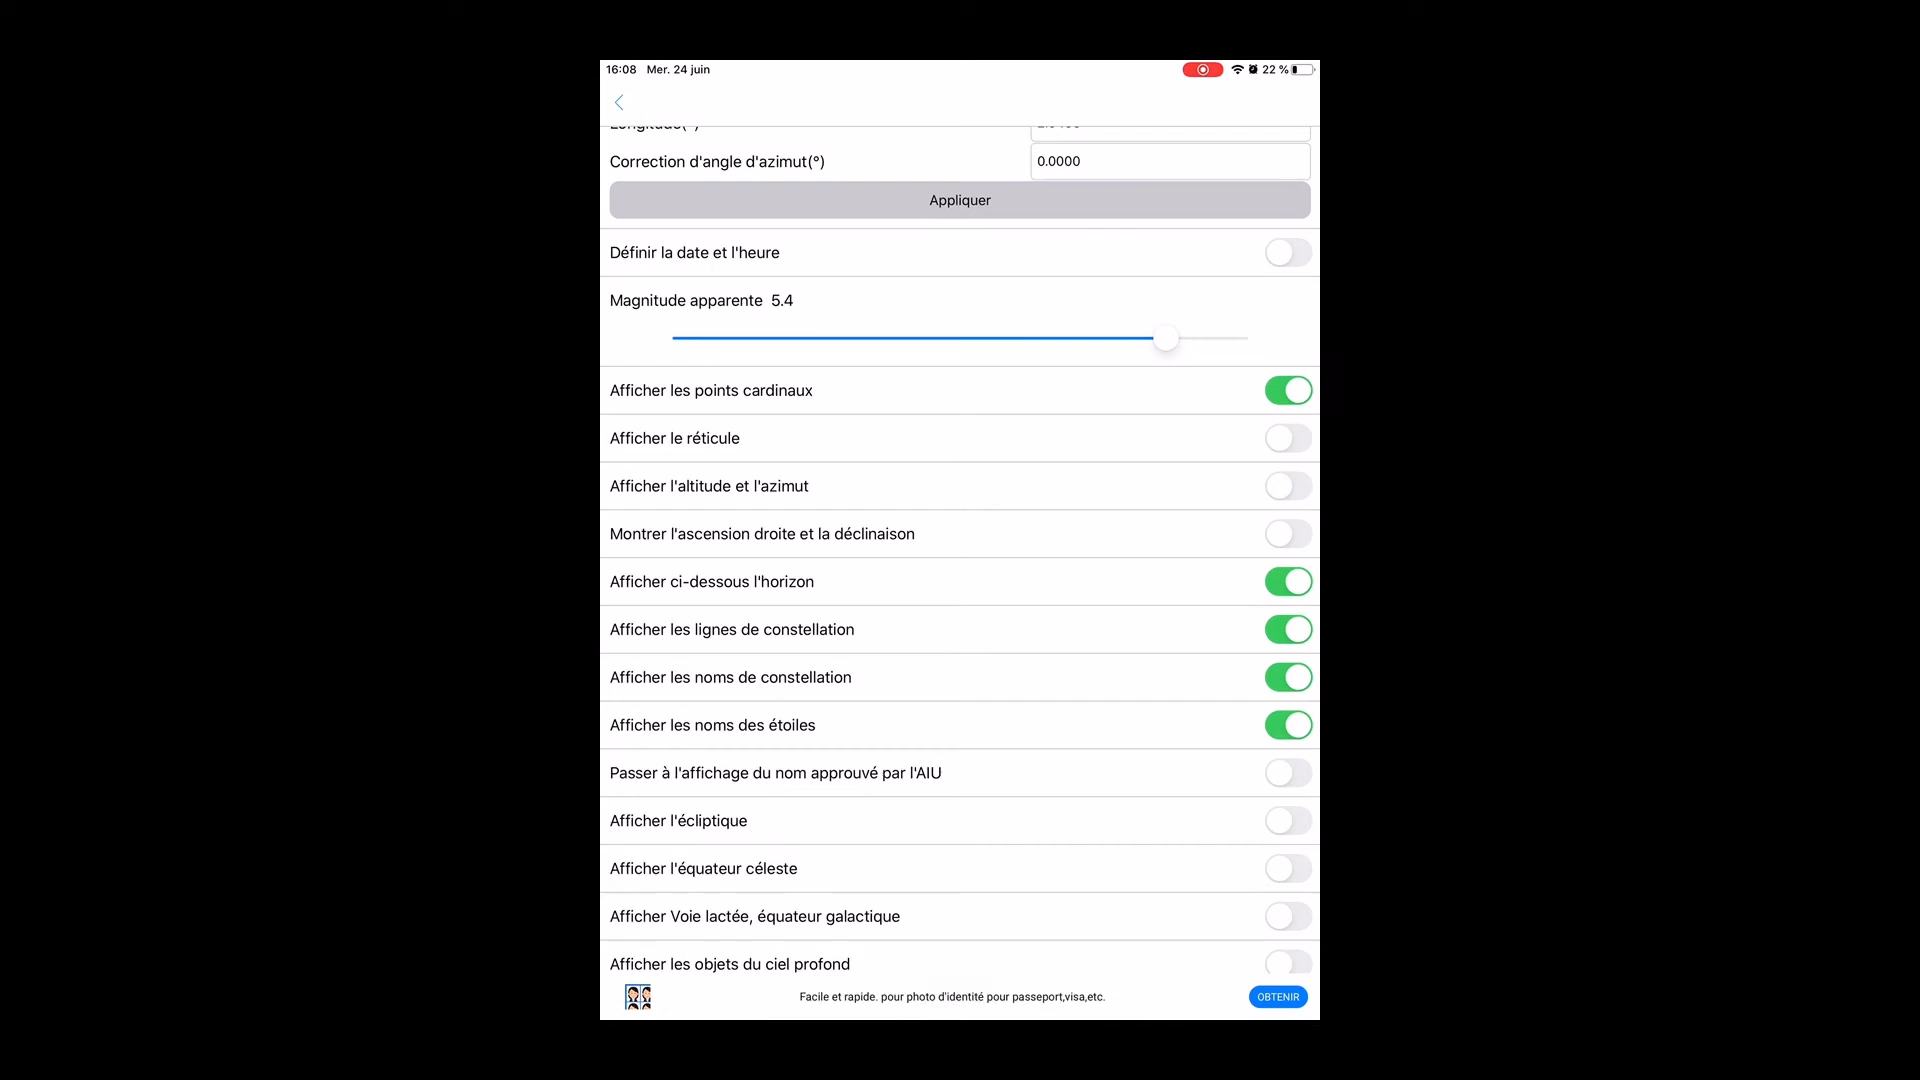 16:08 Mer. 24 juin
22 %
Correction d'angle d'azimut(°)
0.0000
Appliquer
Définir la date et l'heure
Magnitude apparente 5.4
Afficher les points cardinaux
Afficher le réticule
Afficher l'altitude et l'azimut
Montrer l'ascension droite et la déclinaison
Afficher ci-dessous l'horizon
Afficher les lignes de constellation
Afficher les noms de constellation
Afficher les noms des étoiles
Passer à l'affichage du nom approuvé par l'AIU
Afficher l'écliptique
Afficher l'équateur céleste
Afficher Voie lactée, équateur galactique
Afficher les objets du ciel profond
Facile et rapide. pour photo d'identité pour passeport,visa,etc.
OBTENIR